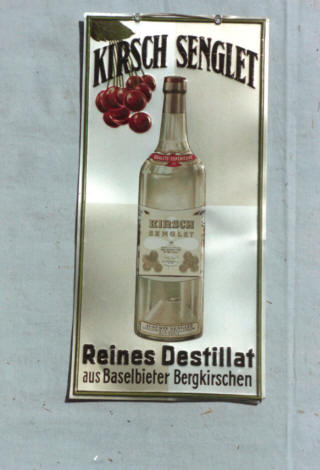 KIRSCH SENGLET
KIRSCH
SENGLET
Reines Destillat
aus Baselbieter Bergkirschen